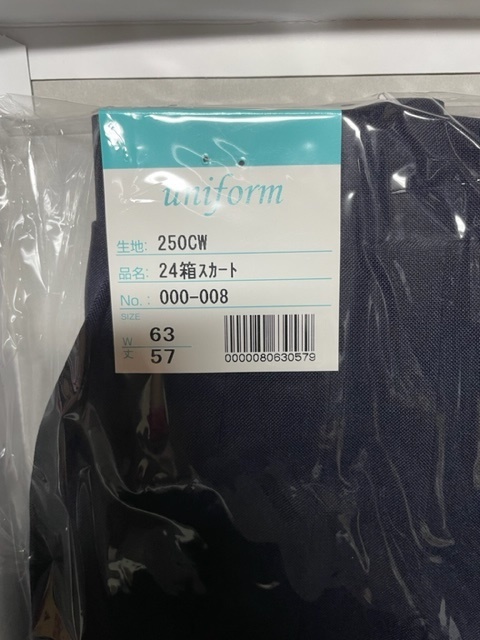 uniform
生地: 250CW
品名: 24箱スカート
No.: 000-008
SIZE
W 63
丈 57
0000080630579